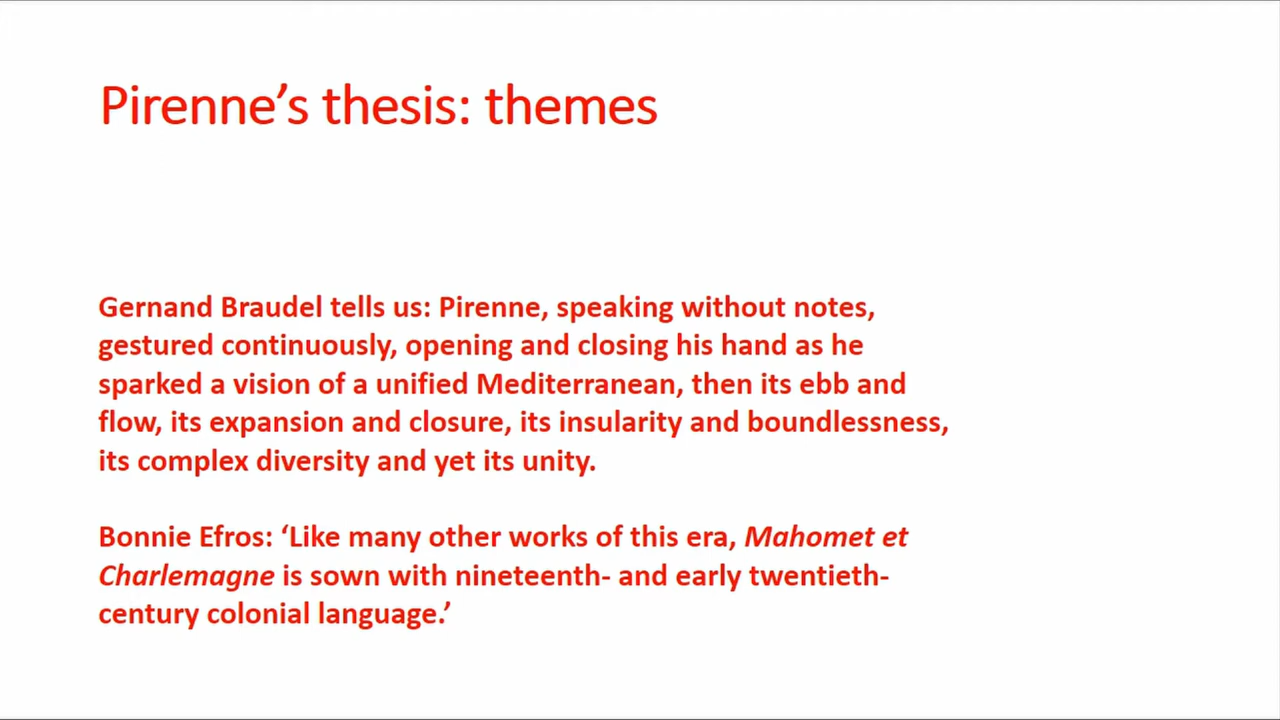 Pirenne’s thesis: themes
Gernand Braudel tells us: Pirenne, speaking without notes,
gestured continuously, opening and closing his hand as he
sparked a vision of a unified Mediterranean, then its ebb and
flow, its expansion and closure, its insularity and boundlessness,
its complex diversity and yet its unity.
Bonnie Efros: ‘Like many other works of this era, Mahomet et
Charlemagne is sown with nineteenth- and early twentieth-
century colonial language.’